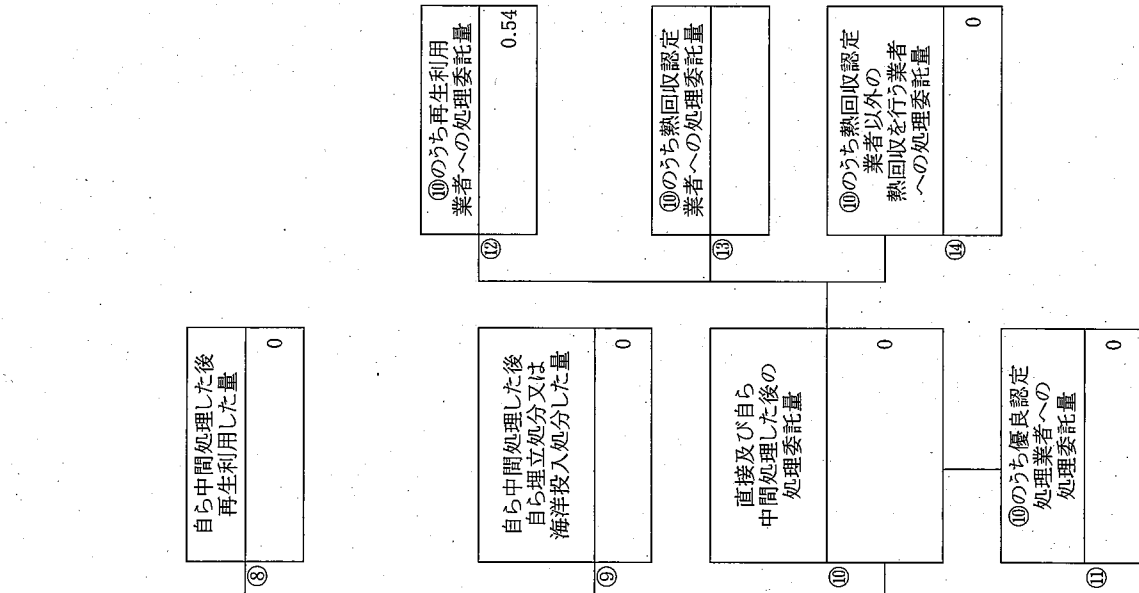 ⑧
自ら中間処理した後
再生利用した量
0
⑨
自ら中間処理した後
自ら埋立処分又は
海洋投入処分した量
0
⑩
直接及び自ら
中間処理した後の
処理委託量
0
⑪
⑩のうち優良認定
処理業者への
処理委託量
0
⑫
⑩のうち再生利用
業者への処理委託量
0.54
⑬
⑩のうち熱回収認定
業者への処理委託量
⑭
⑩のうち熱回収認定
業者以外の
熱回収を行う業者
への処理委託量
0